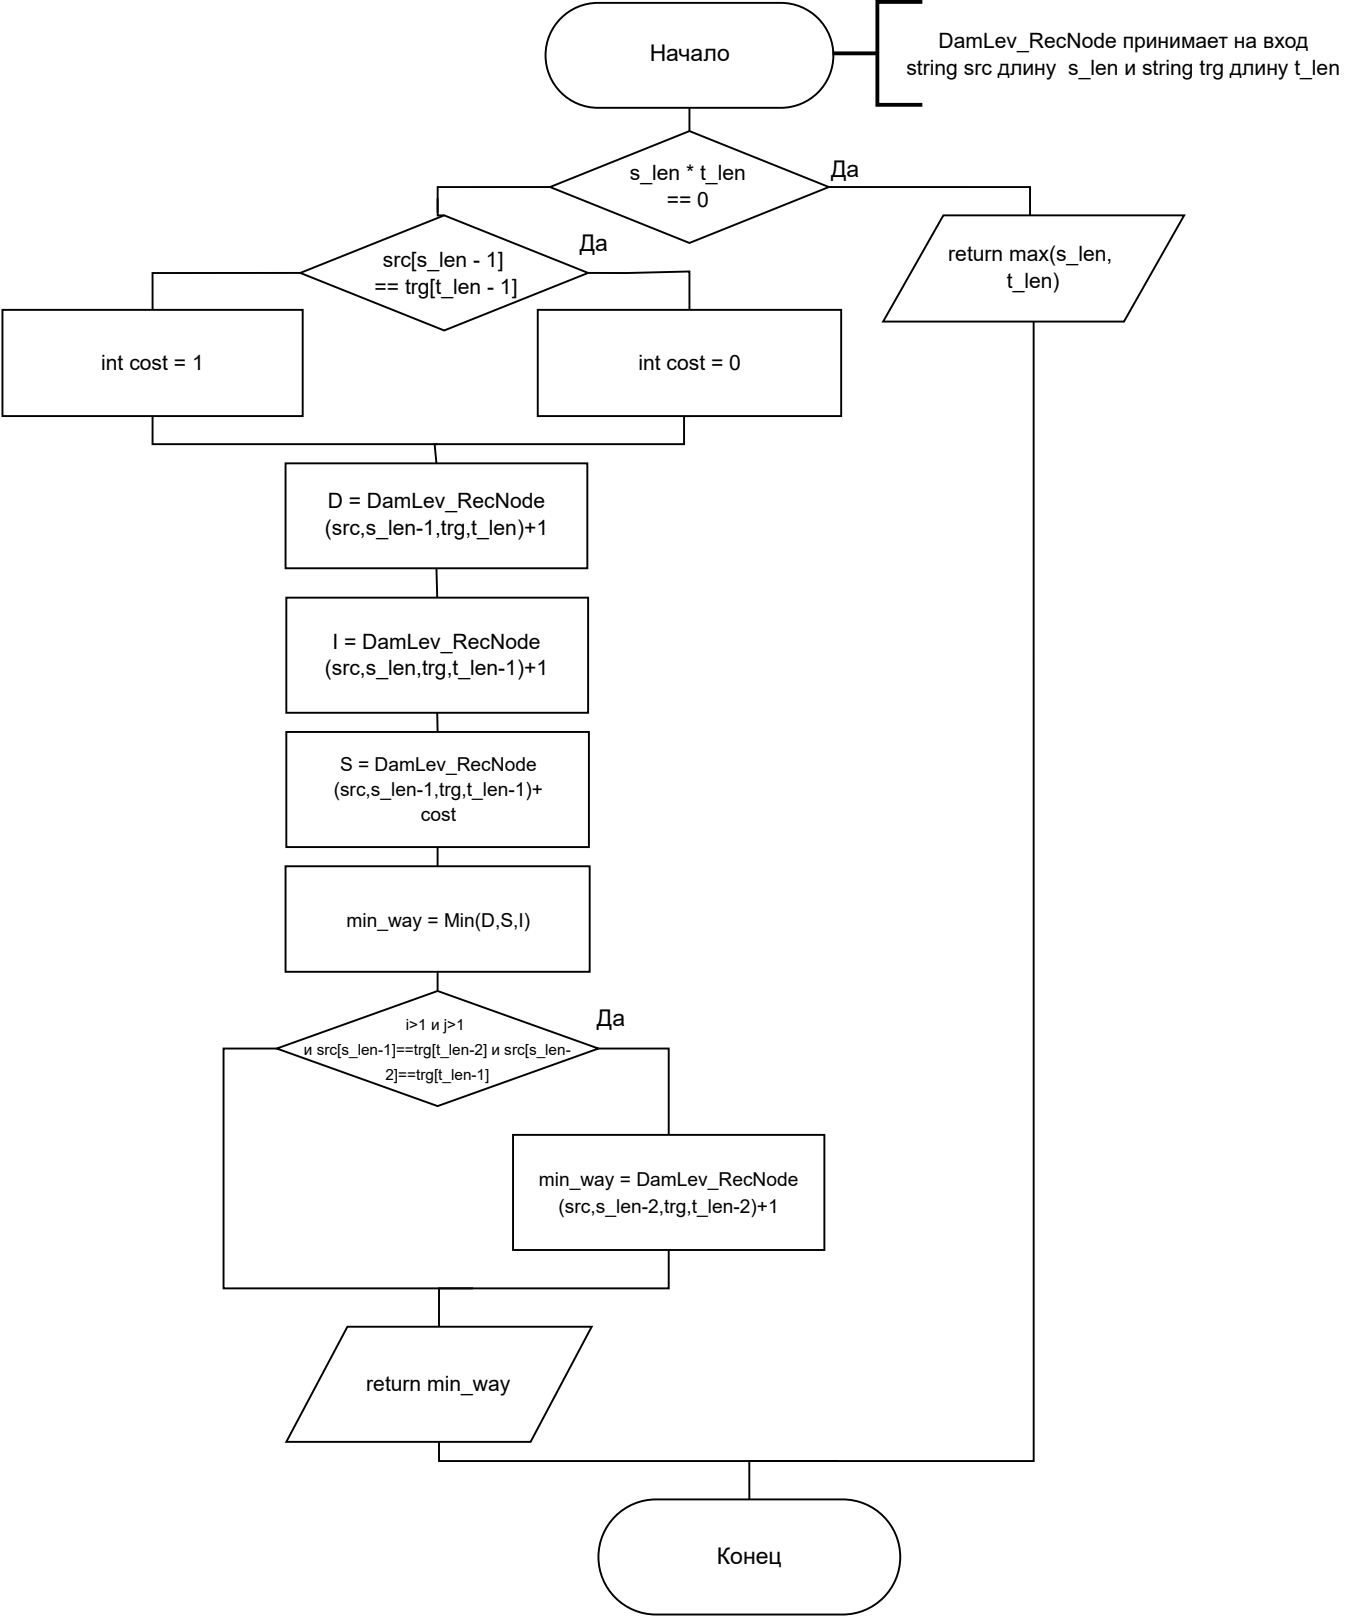 Начало
DamLev_RecNode принимает на вход
string src длину  s_len и string trg длину t_len
s_len * t_len
== 0
Да
return max(s_len,
t_len)
src[s_len - 1]
== trg[t_len - 1]
Да
int cost = 1
int cost = 0
D = DamLev_RecNode
(src,s_len-1,trg,t_len)+1
I = DamLev_RecNode
(src,s_len,trg,t_len-1)+1
S = DamLev_RecNode
(src,s_len-1,trg,t_len-1)+
cost
min_way = Min(D,S,I)
i>1 и j>1
и src[s_len-1]==trg[t_len-2] и src[s_len-
2]==trg[t_len-1]
Да
min_way = DamLev_RecNode
(src,s_len-2,trg,t_len-2)+1
return min_way
Конец